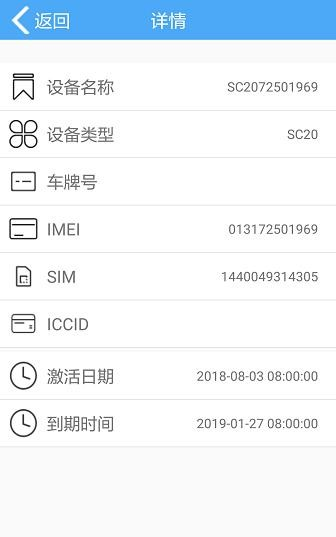 返回 详情
设备名称 SC2072501969
设备类型 SC20
车牌号
IMEI 013172501969
SIM 1440049314305
ICCID
激活日期 2018-08-03 08:00:00
到期时间 2019-01-27 08:00:00